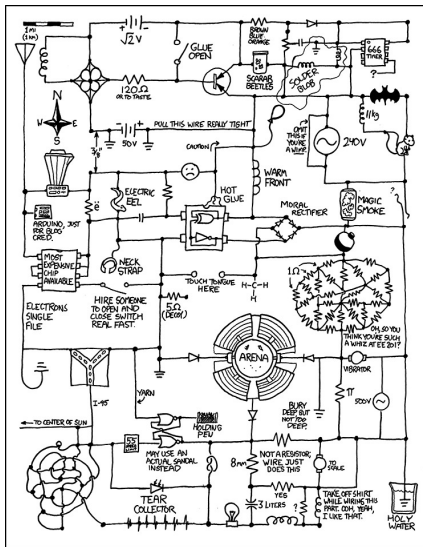 1 MI
(1 KM)
√2 V
GLUE
OPEN
BROWN
BLUE
ORANGE
666
TIMER
?
120Ω
OR TO TASTE
SCARAB
BEETLES
SOLDER
BLOB
N
W E
S
50V
PULL THIS WIRE REALLY TIGHT
OMIT
THIS IF
YOU'RE
A WIMP
240V
11kg
3/8"
CAUTION
WARM
FRONT
?
ELECTRIC
EEL
HOT
GLUE
MAGIC
SMOKE
ARDUINO, JUST
FOR BLOG
CRED.
MORAL
RECTIFIER
MOST
EXPENSIVE
CHIP
AVAILABLE
NECK
STRAP
TOUCH TONGUE
HERE
H-C-H
H
1Ω
ELECTRONS
SINGLE
FILE
HIRE SOMEONE
TO OPEN AND
CLOSE SWITCH
REAL FAST.
5Ω
(DECOY)
OH, SO YOU
THINK YOU'RE SUCH
A WHIZ AT EE 201?
ARENA
VIBRATOR
I-95
YARN
BURY
DEEP BUT
NOT TOO
DEEP.
π
500V
TO CENTER OF SUN
HOLDING
PEN
MAY USE AN
ACTUAL SANDAL
INSTEAD
8mm
NOT A RESISTOR,
WIRE JUST
DOES THIS
TO
SCALE
TEAR
COLLECTOR
YES
3 LITERS
?
TAKE OFF SHIRT
WHILE WIRING THIS
PART. OOH, YEAH,
I LIKE THAT.
HOLY
WATER